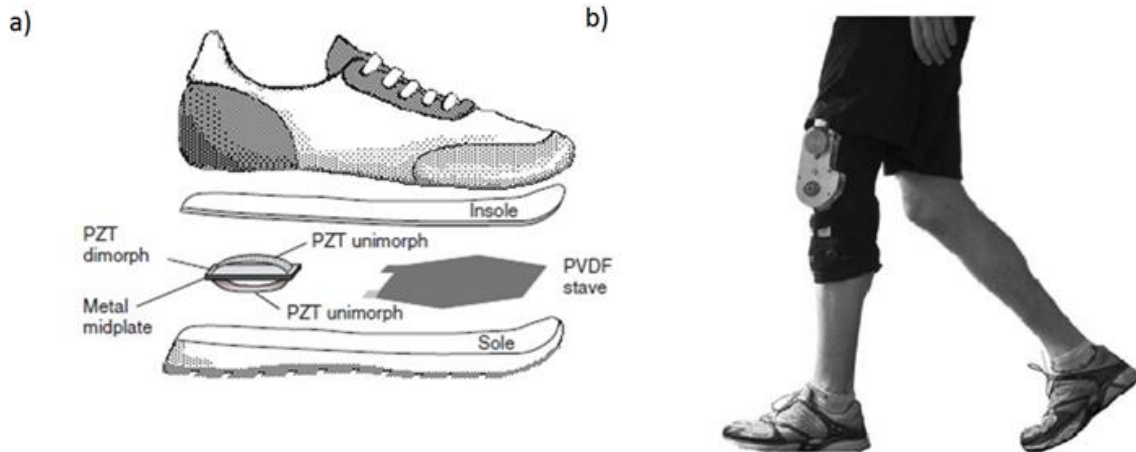 a)
b)
Insole
PZT
dimorph
PZT unimorph
Metal
midplate
PZT unimorph
PVDF
stave
Sole